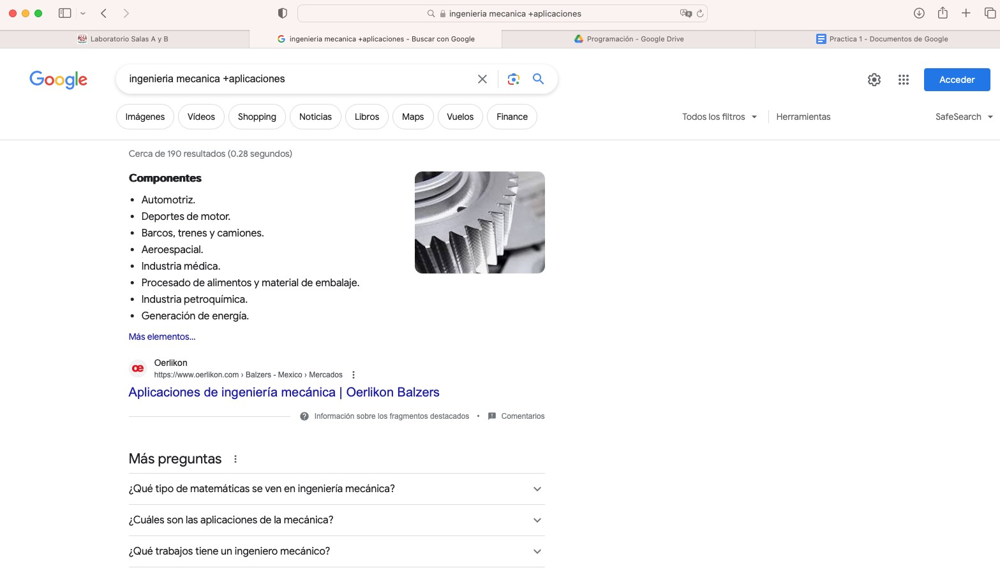 ingenieria mecanica +aplicaciones
Laboratorio Salas A y B
ingenieria mecanica +aplicaciones - Buscar con Google
Programación - Google Drive
Practica 1 - Documentos de Google
Google
ingenieria mecanica +aplicaciones
Acceder
Imágenes
Vídeos
Shopping
Noticias
Libros
Maps
Vuelos
Finance
Todos los filtros
Herramientas
SafeSearch
Cerca de 190 resultados (0.28 segundos)
Componentes
• Automotriz.
• Deportes de motor.
• Barcos, trenes y camiones.
• Aeroespacial.
• Industria médica.
• Procesado de alimentos y material de embalaje.
• Industria petroquímica.
• Generación de energía.
Más elementos...
œ
Oerlikon
https://www.oerlikon.com › Balzers - Mexico › Mercados
Aplicaciones de ingeniería mecánica | Oerlikon Balzers
Información sobre los fragmentos destacados • Comentarios
Más preguntas
¿Qué tipo de matemáticas se ven en ingeniería mecánica?
¿Cuáles son las aplicaciones de la mecánica?
¿Qué trabajos tiene un ingeniero mecánico?